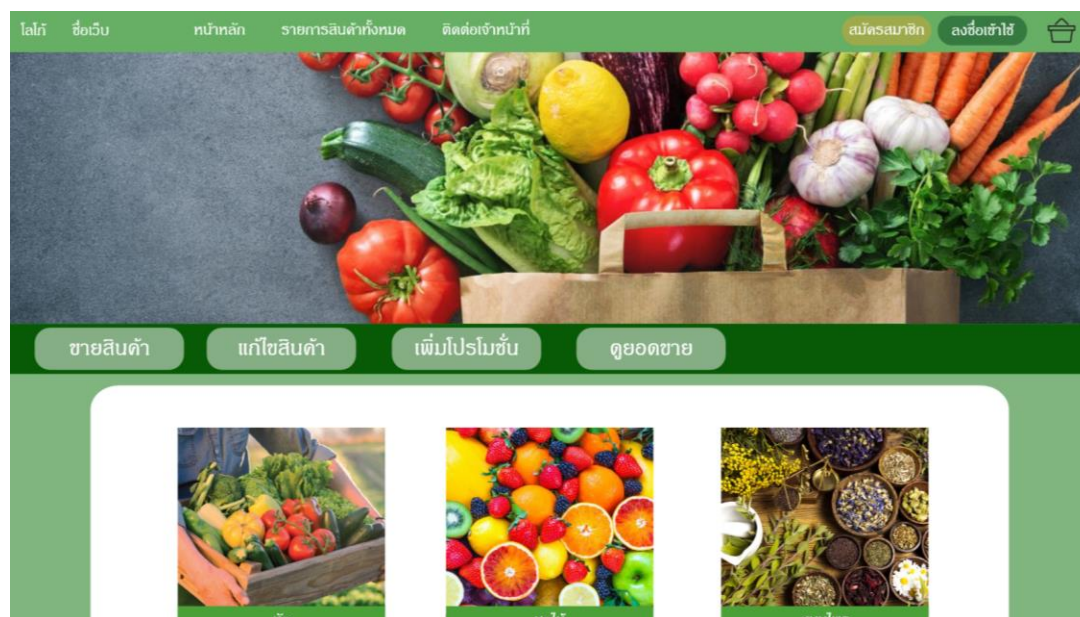 โลโก้ ชื่อเว็บ หน้าหลัก รายการสินค้าทั้งหมด ติดต่อเจ้าหน้าที่ สมัครสมาชิก ลงชื่อเข้าใช้
ขายสินค้า แก้ไขสินค้า เพิ่มโปรโมชั่น ดูยอดขาย